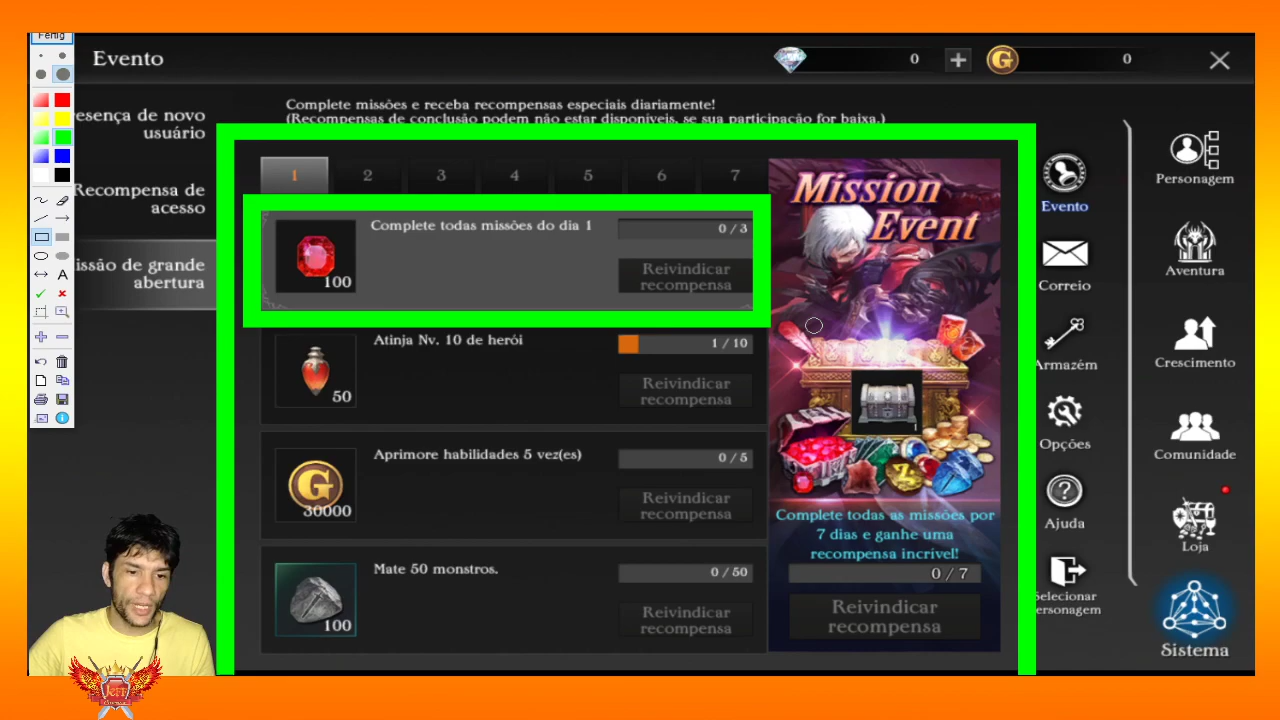 Fertig
Evento
0
G
0
esença de novo
usuário
Recompensa de
acesso
issão de grande
abertura
Complete missões e receba recompensas especiais diariamente!
(Recompensas de conclusão podem não estar disponíveis, se sua participação for baixa.)
1 2 3 4 5 6 7
Complete todas missões do dia 1
0 / 3
100
Reivindicar
recompensa
Atinja Nv. 10 de herói
1 / 10
50
Reivindicar
recompensa
Aprimore habilidades 5 vez(es)
0 / 5
G
30000
Reivindicar
recompensa
Mate 50 monstros.
0 / 50
100
Reivindicar
recompensa
Mission
Event
1
Complete todas as missões por
7 dias e ganhe uma
recompensa incrível!
0 / 7
Reivindicar
recompensa
Evento
Correio
Armazém
Opções
Ajuda
Selecionar
ersonagem
Personagem
Aventura
Crescimento
Comunidade
Loja
Sistema
A
Jeff